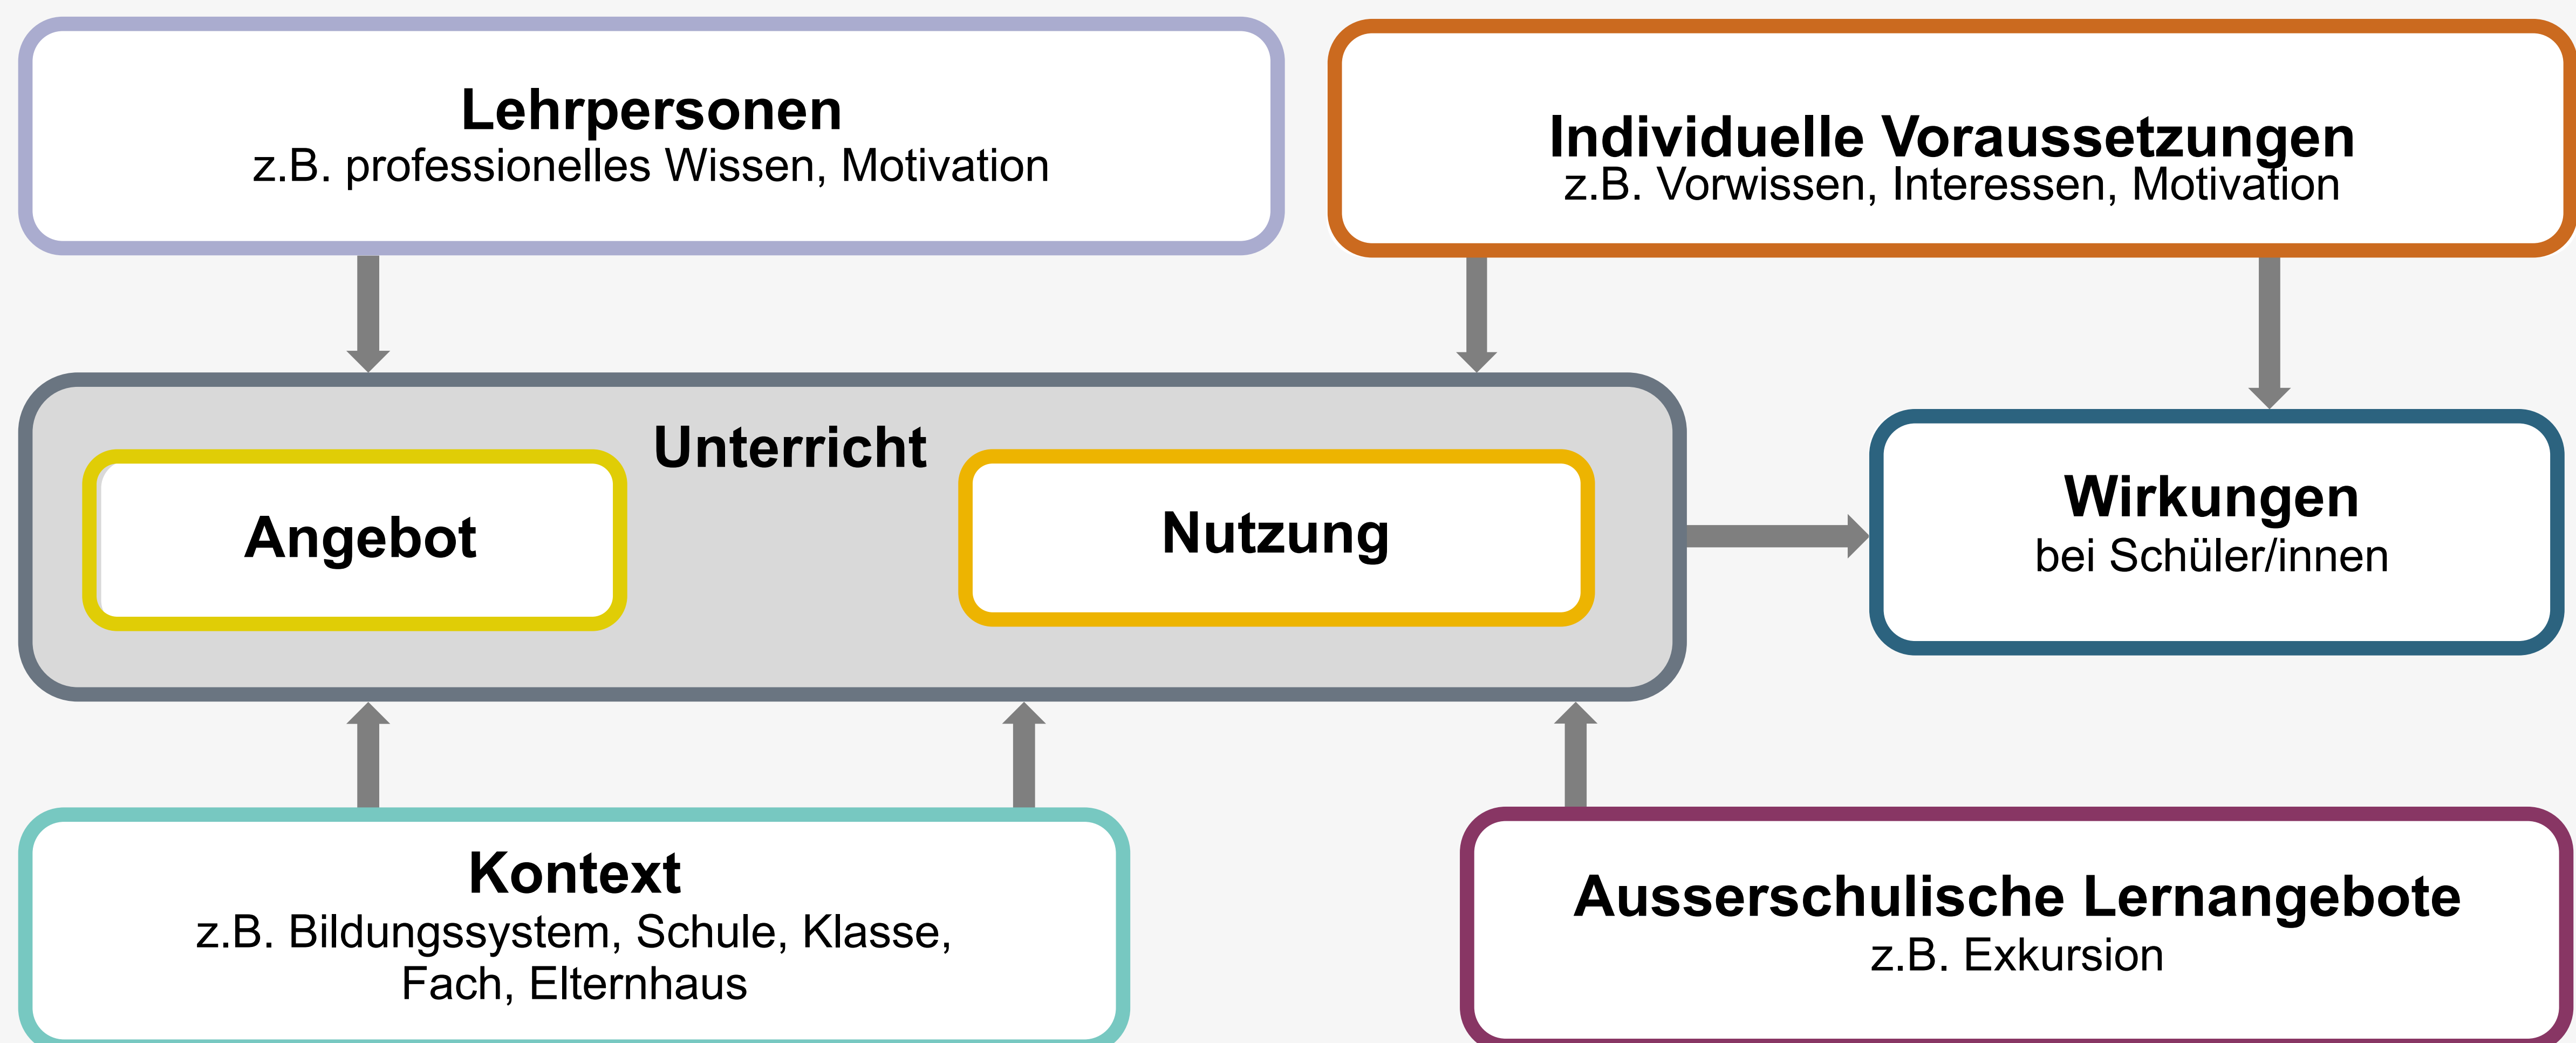 Lehrpersonen
z.B. professionelles Wissen, Motivation
Individuelle Voraussetzungen
z.B. Vorwissen, Interessen, Motivation
Unterricht
Angebot
Nutzung
Wirkungen
bei Schüler/innen
Kontext
z.B. Bildungssystem, Schule, Klasse,
Fach, Elternhaus
Ausserschulische Lernangebote
z.B. Exkursion